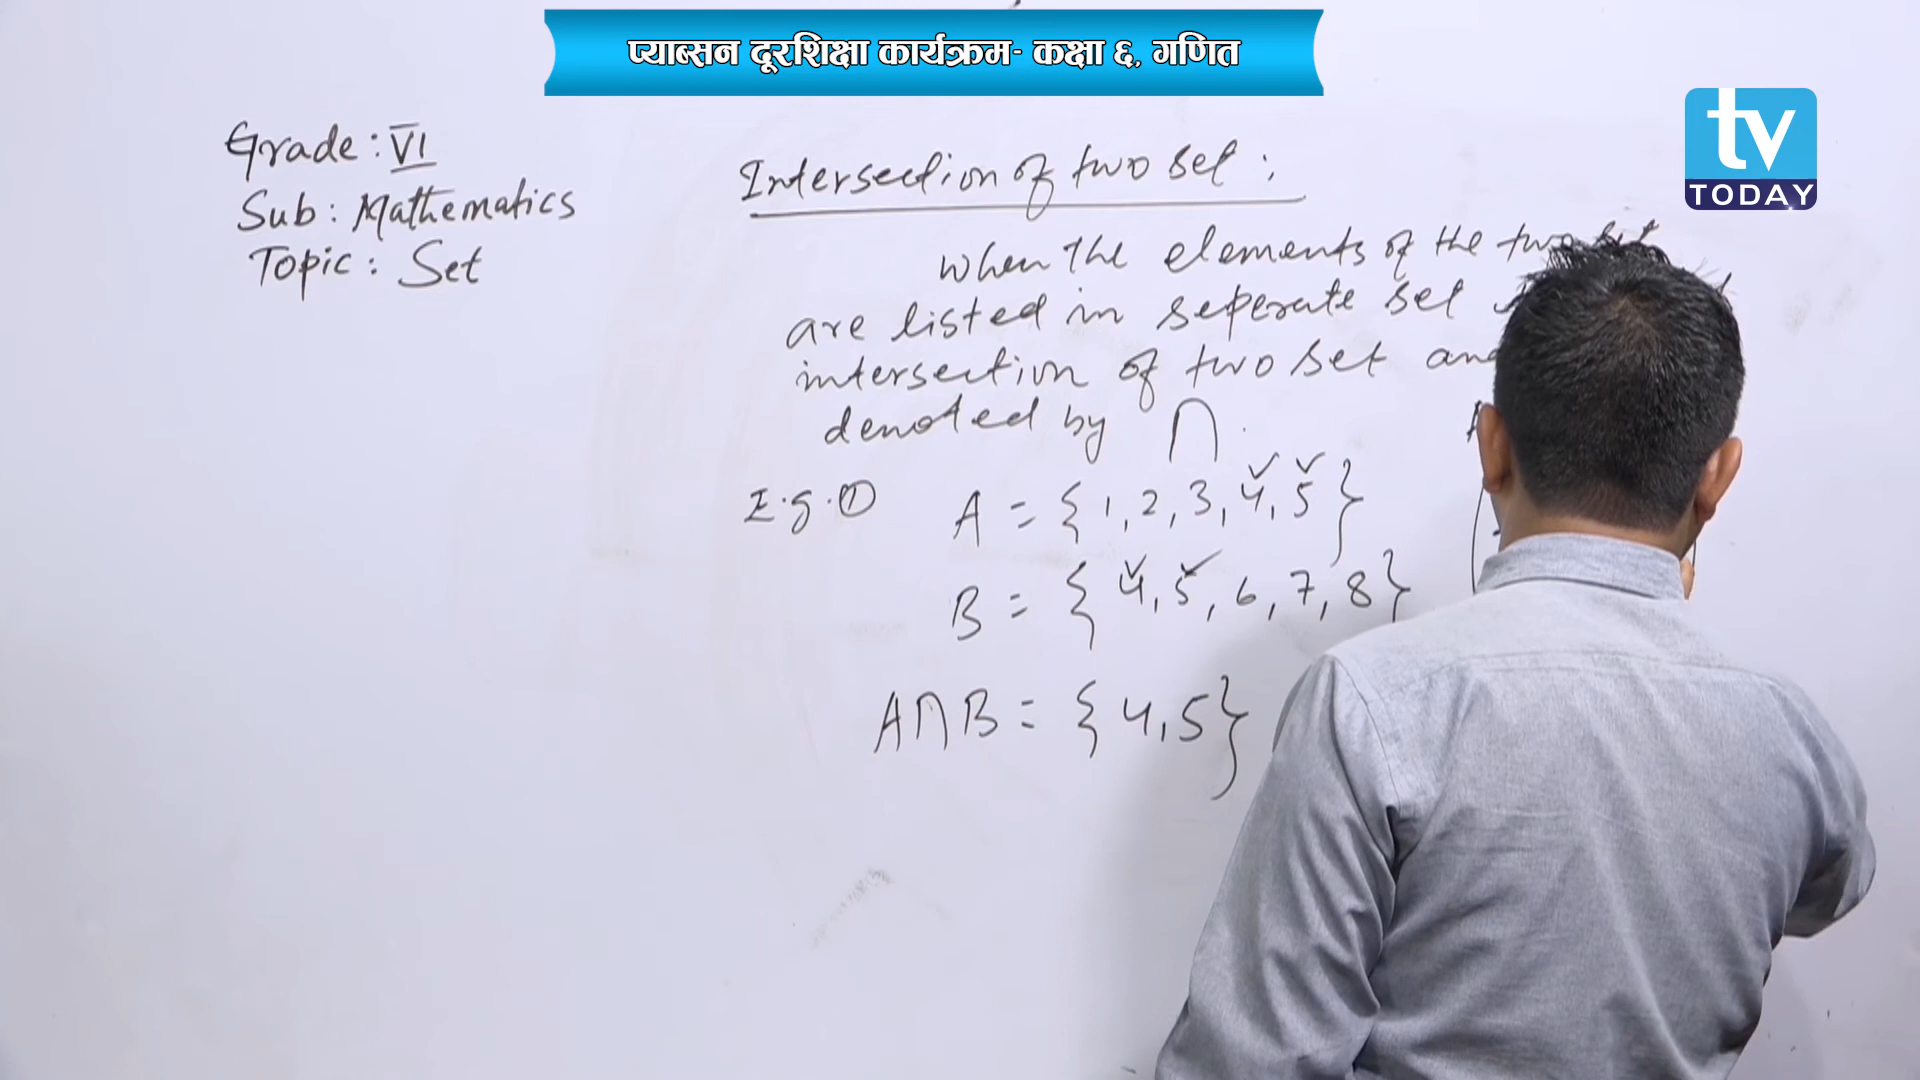 प्याब्सन दूरशिक्षा कार्यक्रम- कक्षा ६, गणित
tv
TODAY
Grade : VI
Sub : Mathematics
Topic : Set
Intersection of two set :
When the elements of the two set
are listed in seperate set
intersection of two set and
denoted by ∩.
E.g. ①
A = { 1, 2, 3, 4, 5 }
B = { 4, 5, 6, 7, 8 }
A∩B = { 4, 5 }